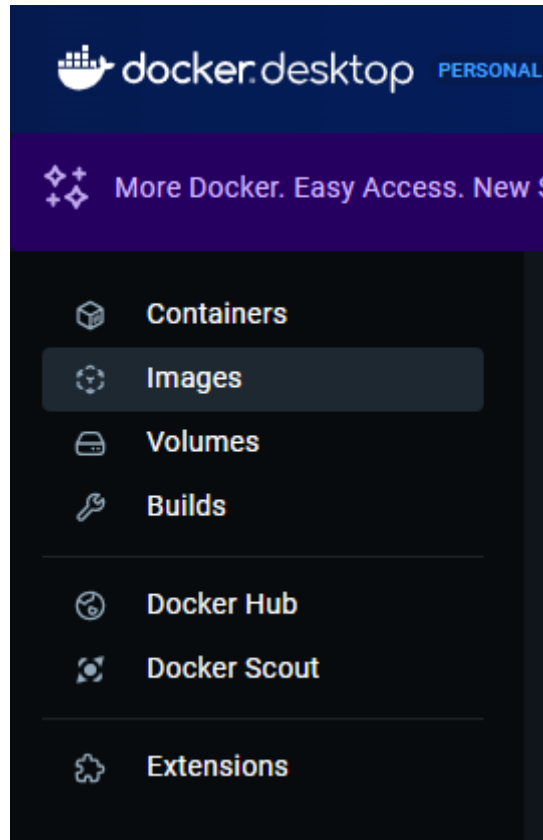 docker.desktop PERSONAL
More Docker. Easy Access. New
Containers
Images
Volumes
Builds
Docker Hub
Docker Scout
Extensions